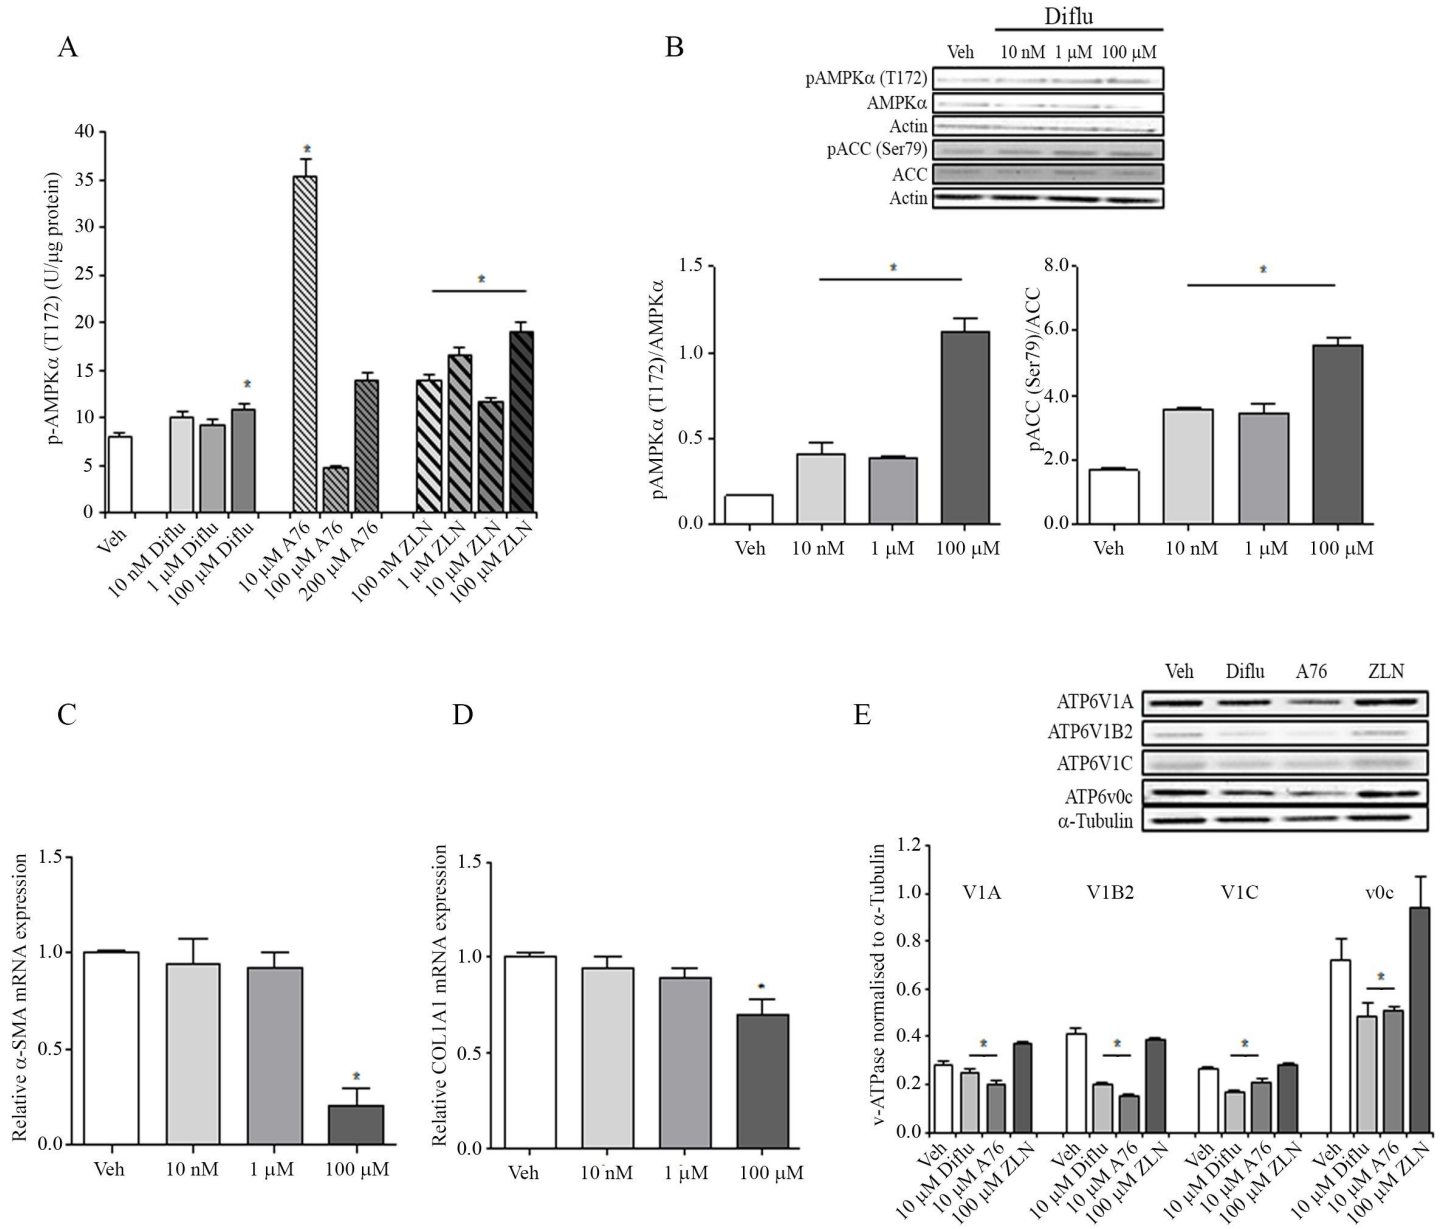 A
p-AMPKα (T172) (U/μg protein)
40
35
30
25
20
15
10
5
0
*
*
*
Veh
10 nM Diflu
1 μM Diflu
100 μM Diflu
10 μM A76
100 μM A76
200 μM A76
100 nM ZLN
1 μM ZLN
10 μM ZLN
100 μM ZLN
B
Diflu
Veh 10 nM 1 μM 100 μM
pAMPKα (T172)
AMPKα
Actin
pACC (Ser79)
ACC
Actin
pAMPKα (T172)/AMPKα
1.5
1.0
0.5
0.0
*
Veh 10 nM 1 μM 100 μM
pACC (Ser79)/ACC
8.0
6.0
4.0
2.0
0.0
*
Veh 10 nM 1 μM 100 μM
C
Relative α-SMA mRNA expression
1.5
1.0
0.5
0.0
*
Veh 10 nM 1 μM 100 μM
D
Relative COL1A1 mRNA expression
1.5
1.0
0.5
0.0
*
Veh 10 nM 1 μM 100 μM
E
Veh Diflu A76 ZLN
ATP6V1A
ATP6V1B2
ATP6V1C
ATP6v0c
α-Tubulin
v-ATPase normalised to α-Tubulin
1.2
1.0
0.8
0.6
0.4
0.2
0.0
V1A V1B2 V1C v0c
*
*
*
*
Veh
10 μM Diflu
10 μM A76
100 μM ZLN
Veh
10 μM Diflu
10 μM A76
100 μM ZLN
Veh
10 μM Diflu
10 μM A76
100 μM ZLN
Veh
10 μM Diflu
10 μM A76
100 μM ZLN